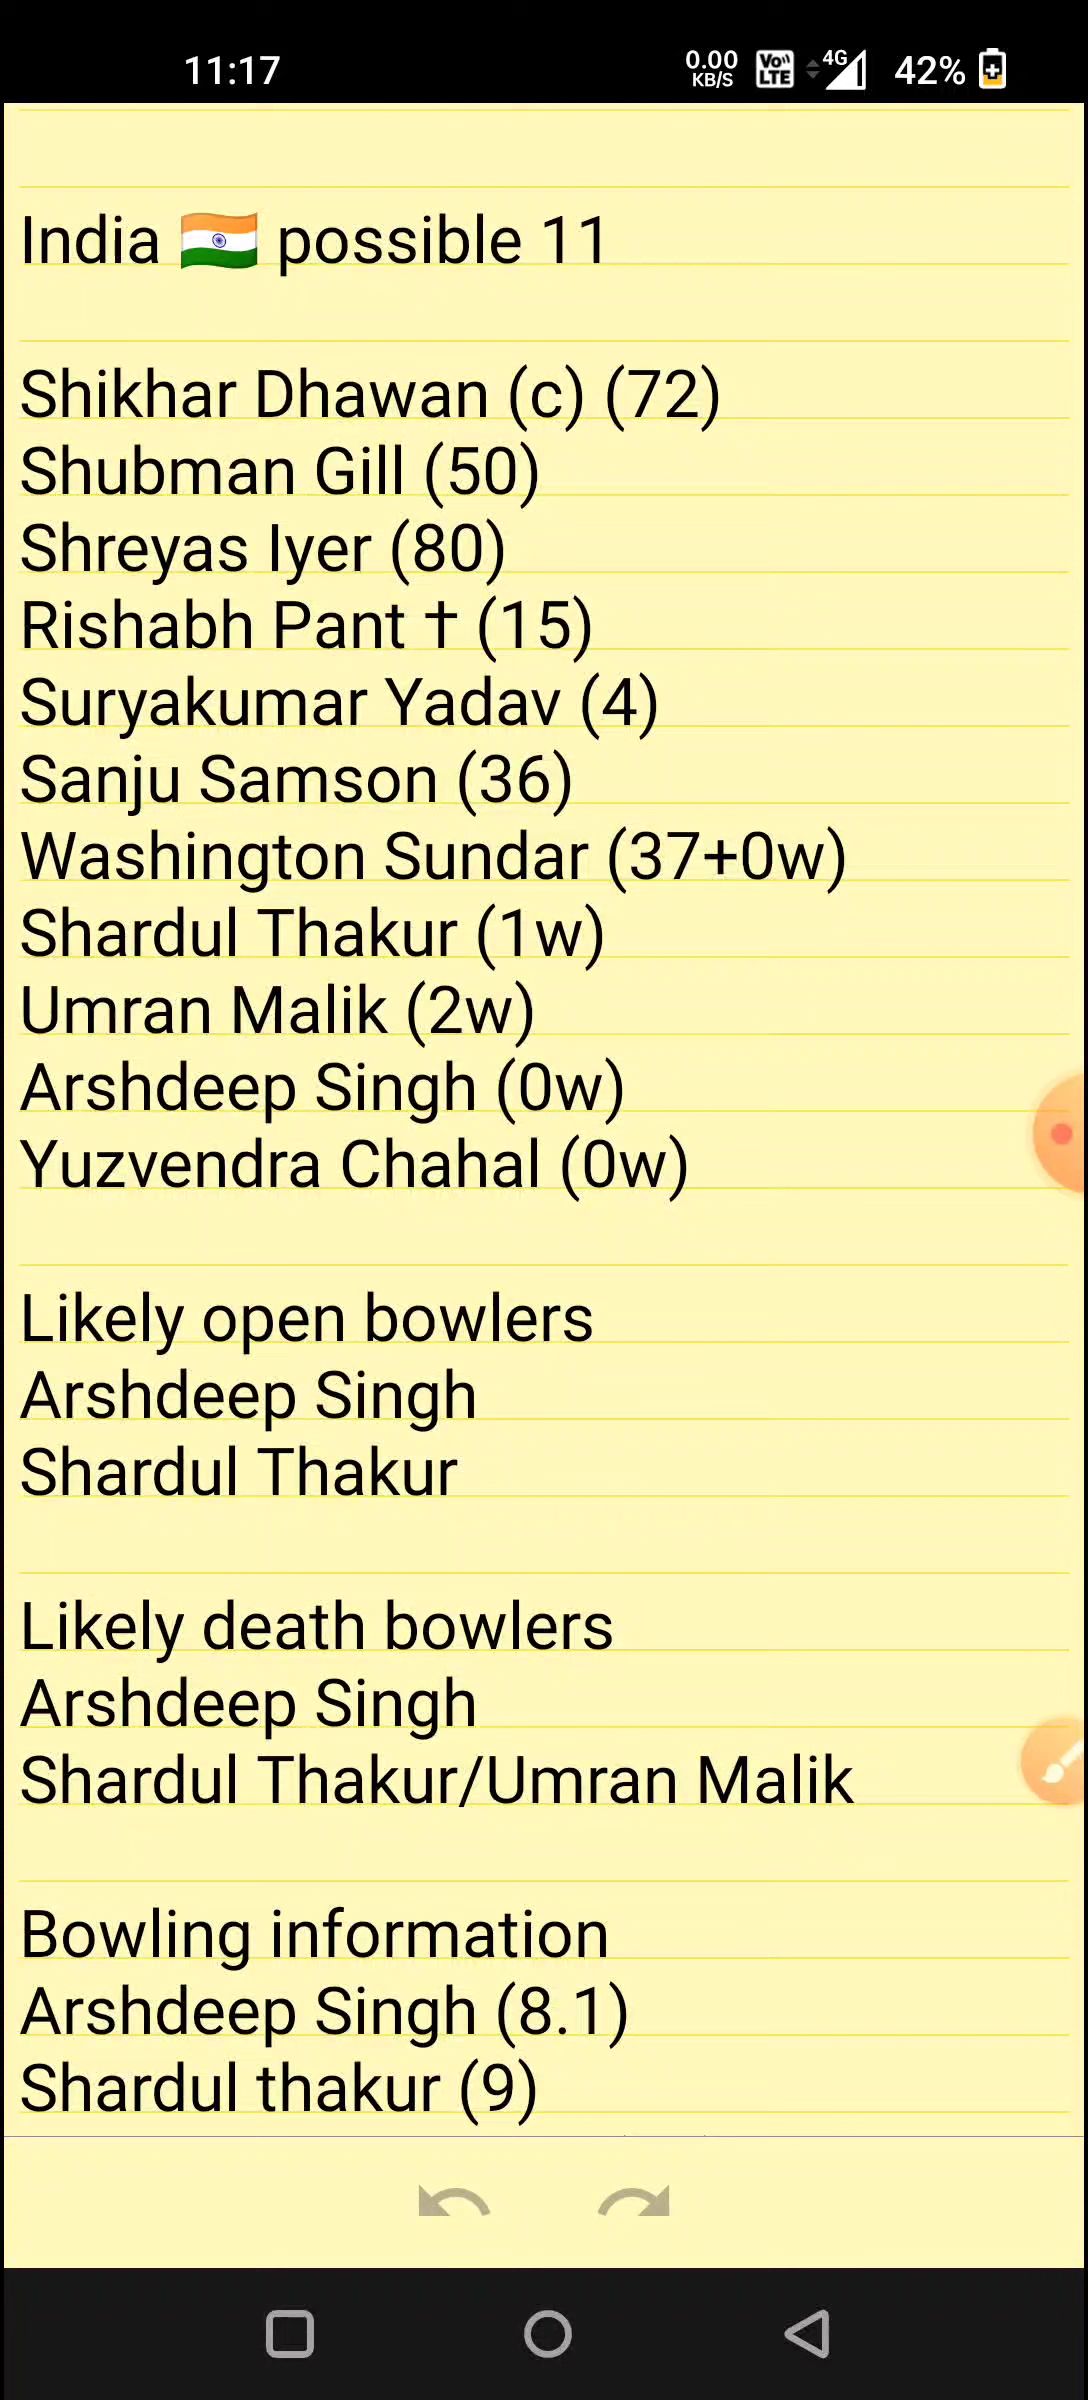 11:17 0.00 KB/S VoLTE 4G 42%
India 🇮🇳 possible 11
Shikhar Dhawan (c) (72)
Shubman Gill (50)
Shreyas Iyer (80)
Rishabh Pant † (15)
Suryakumar Yadav (4)
Sanju Samson (36)
Washington Sundar (37+0w)
Shardul Thakur (1w)
Umran Malik (2w)
Arshdeep Singh (0w)
Yuzvendra Chahal (0w)
Likely open bowlers
Arshdeep Singh
Shardul Thakur
Likely death bowlers
Arshdeep Singh
Shardul Thakur/Umran Malik
Bowling information
Arshdeep Singh (8.1)
Shardul thakur (9)